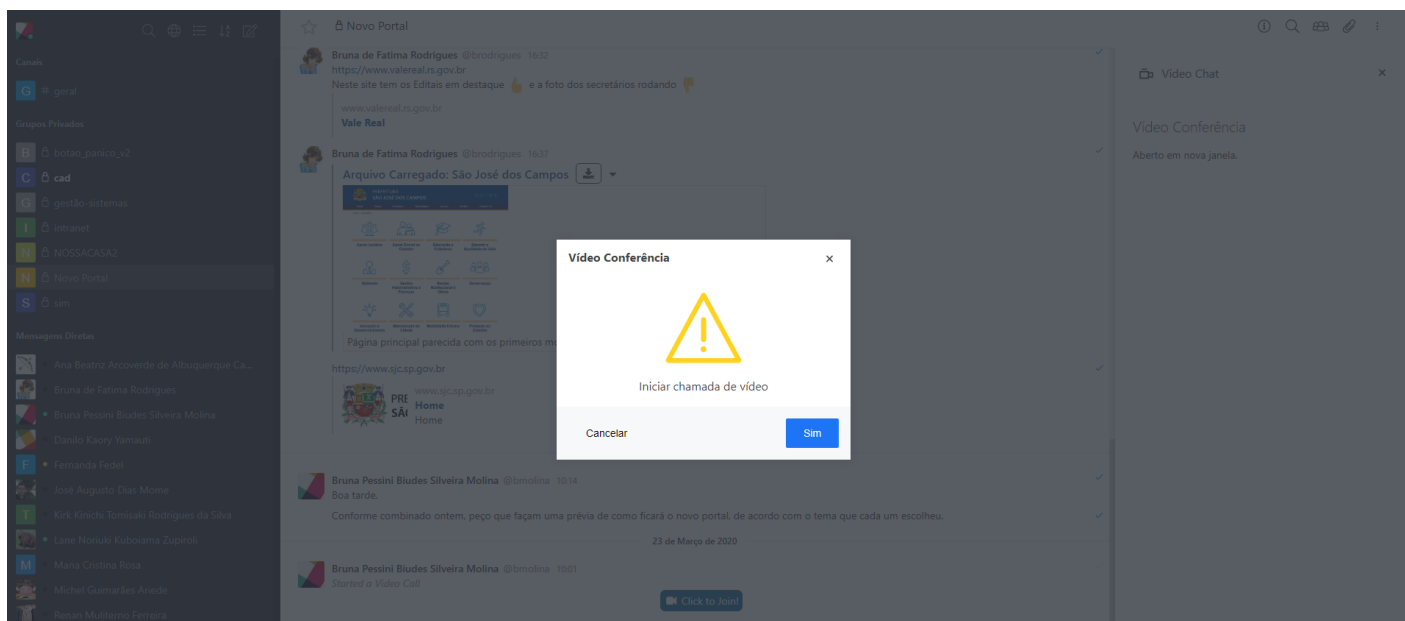 Canais
G # geral
Grupos Privados
B botao_panico_v2
C cad
G gestão-sistemas
I intranet
N NOSSACASA2
N Novo Portal
S sim
Mensagens Diretas
Ana Beatriz Arcoverde de Albuquerque Ca...
Bruna de Fatima Rodrigues
Bruna Pessini Biudes Silveira Molina
Danilo Kaory Yamauti
F Fernanda Fedel
José Augusto Dias Mome
T Kirk Kinichi Tomisaki Rodrigues da Silva
Lane Noriuki Kuboiama Zupiroli
M Maria Cristina Rosa
Michel Guimarães Ariede
Renan Muliterno Ferreira
Novo Portal
Bruna de Fatima Rodrigues @brodrigues 16:32
https://www.valereal.rs.gov.br
Neste site tem os Editais em destaque e a foto dos secretários rodando
www.valereal.rs.gov.br
Vale Real
Bruna de Fatima Rodrigues @brodrigues 16:37
Arquivo Carregado: São José dos Campos
Página principal parecida com os primeiros
https://www.sjc.sp.gov.br
PRE
www.sjc.sp.gov.br
Home
Home
Bruna Pessini Biudes Silveira Molina @bmolina 10:14
Boa tarde.
Conforme combinado ontem, peço que façam uma prévia de como ficará o novo portal, de acordo com o tema que cada um escolheu.
23 de Março de 2020
Bruna Pessini Biudes Silveira Molina @bmolina 10:01
Started a Video Call
Click to Join!
Vídeo Conferência
×
Iniciar chamada de vídeo
Cancelar
Sim
Video Chat
×
Vídeo Conferência
Aberto em nova janela.